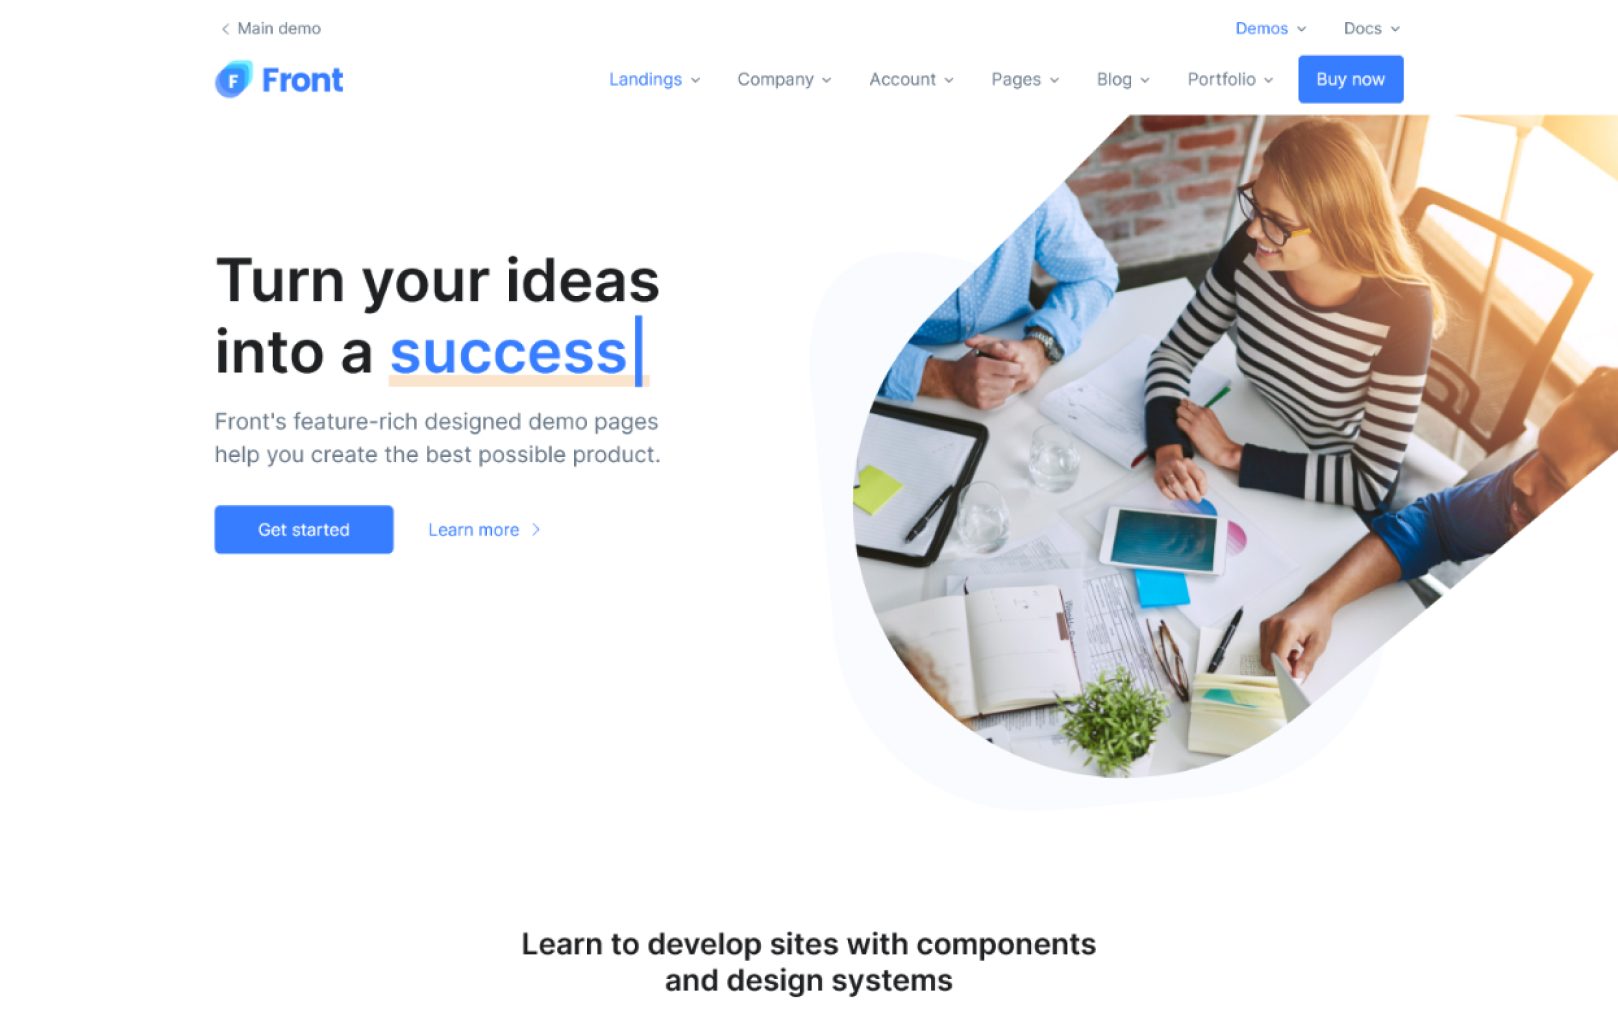 Main demo
Demos
Docs
F Front
Landings
Company
Account
Pages
Blog
Portfolio
Buy now
Turn your ideas
into a success
Front's feature-rich designed demo pages
help you create the best possible product.
Get started
Learn more
Learn to develop sites with components
and design systems